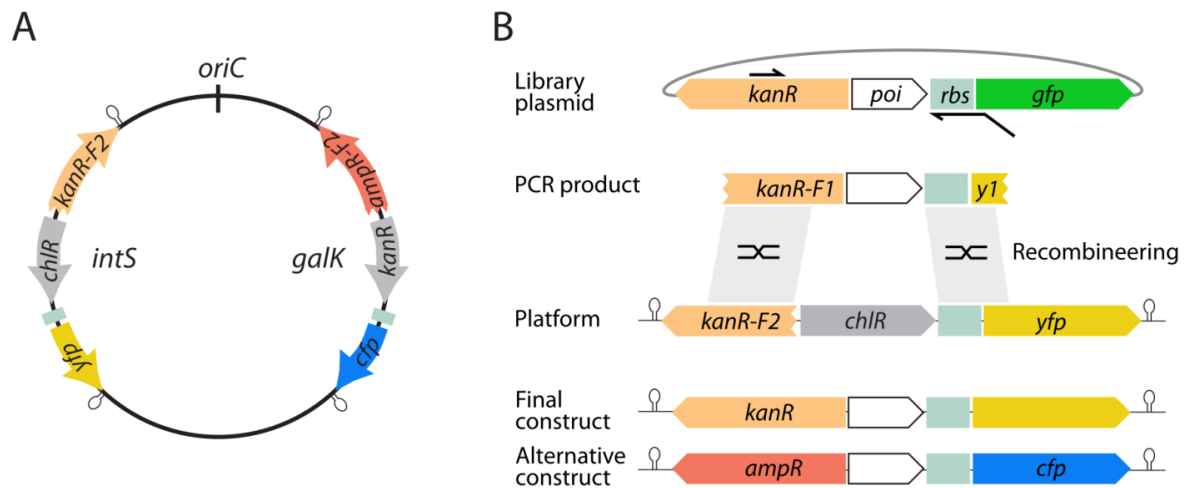 A
oriC
kanR-F2
ampR-F2
chlR
intS
galK
kanR
yfp
cfp
B
Library
plasmid
kanR
poi
rbs
gfp
PCR product
kanR-F1
y1
Recombineering
Platform
kanR-F2
chlR
yfp
Final
construct
kanR
Alternative
construct
ampR
cfp